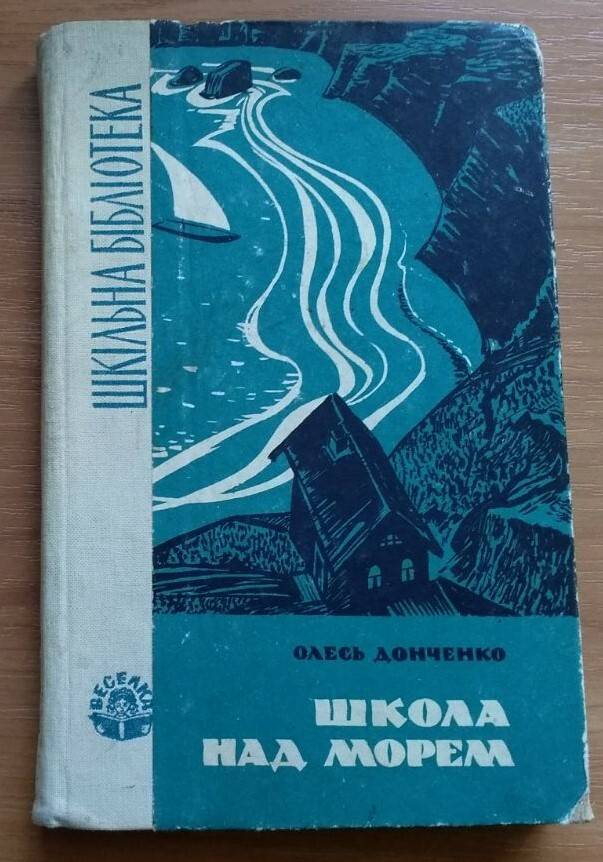 ШКІЛЬНА БІБЛІОТЕКА
ВЕСЕЛКА
ОЛЕСЬ ДОНЧЕНКО
ШКОЛА
НАД МОРЕМ